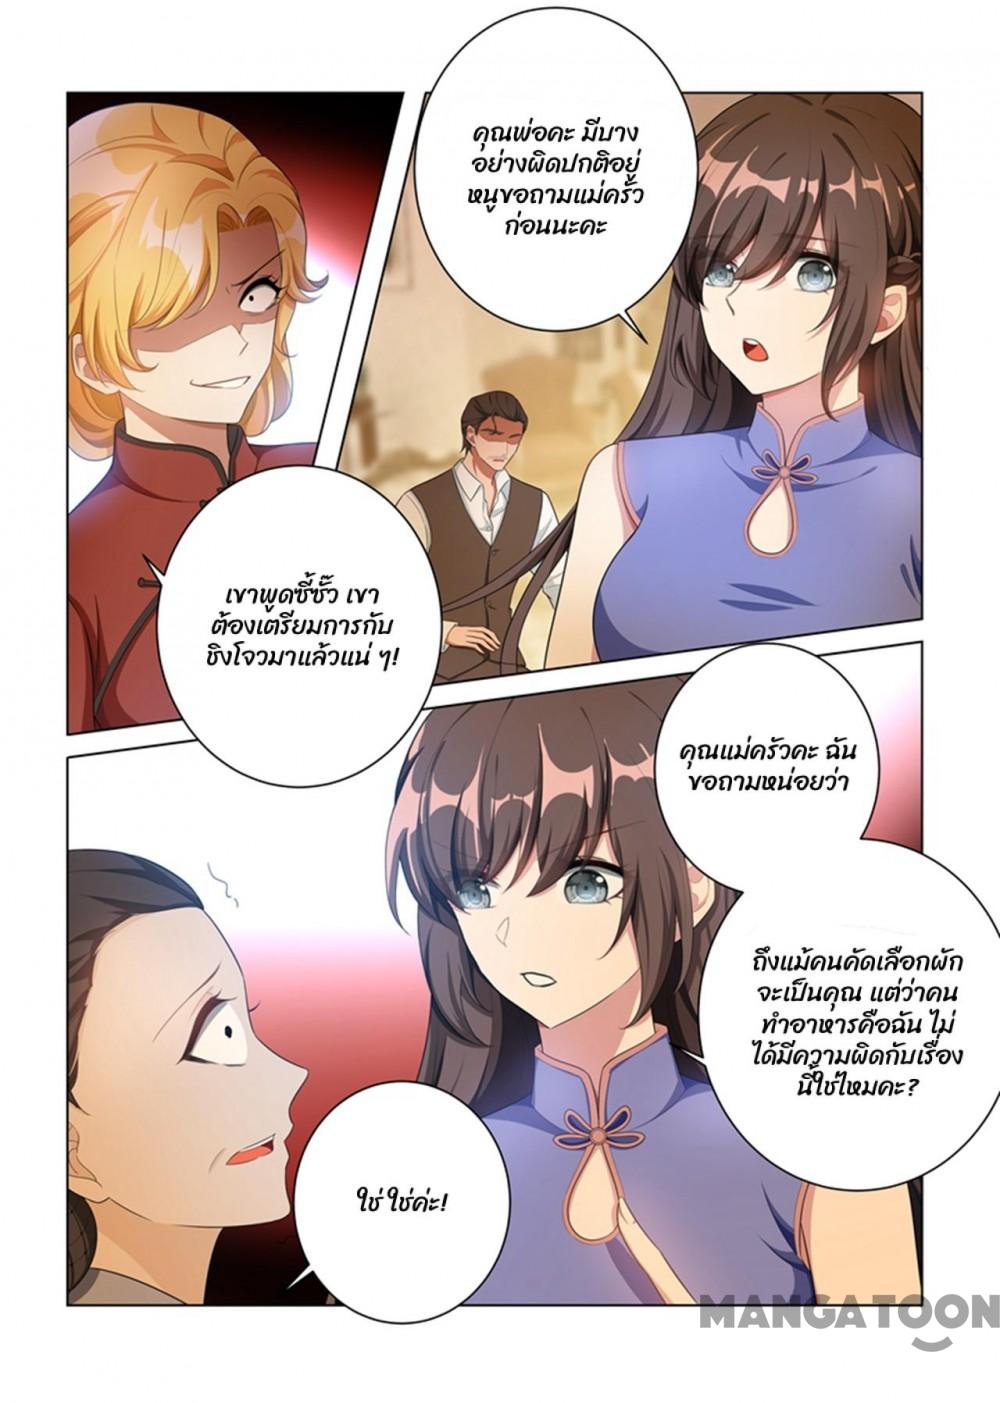 คุณพ่อคะ มีบาง
อย่างผิดปกติอยู่
หนูขอถามแม่ครัว
ก่อนนะคะ
เขาพูดซี้ซั๊ว เขา
ต้องเตรียมการกับ
ชิงโจวมาแล้วแน่ ๆ!
คุณแม่ครัวคะ ฉัน
ขอถามหน่อยว่า
ถึงแม้คนคัดเลือกผัก
จะเป็นคุณ แต่ว่าคน
ทำอาหารคือฉัน ไม่
ได้มีความผิดกับเรื่อง
นี้ใช่ไหมคะ?
ใช่ ใช่ค่ะ!
MANGATOON